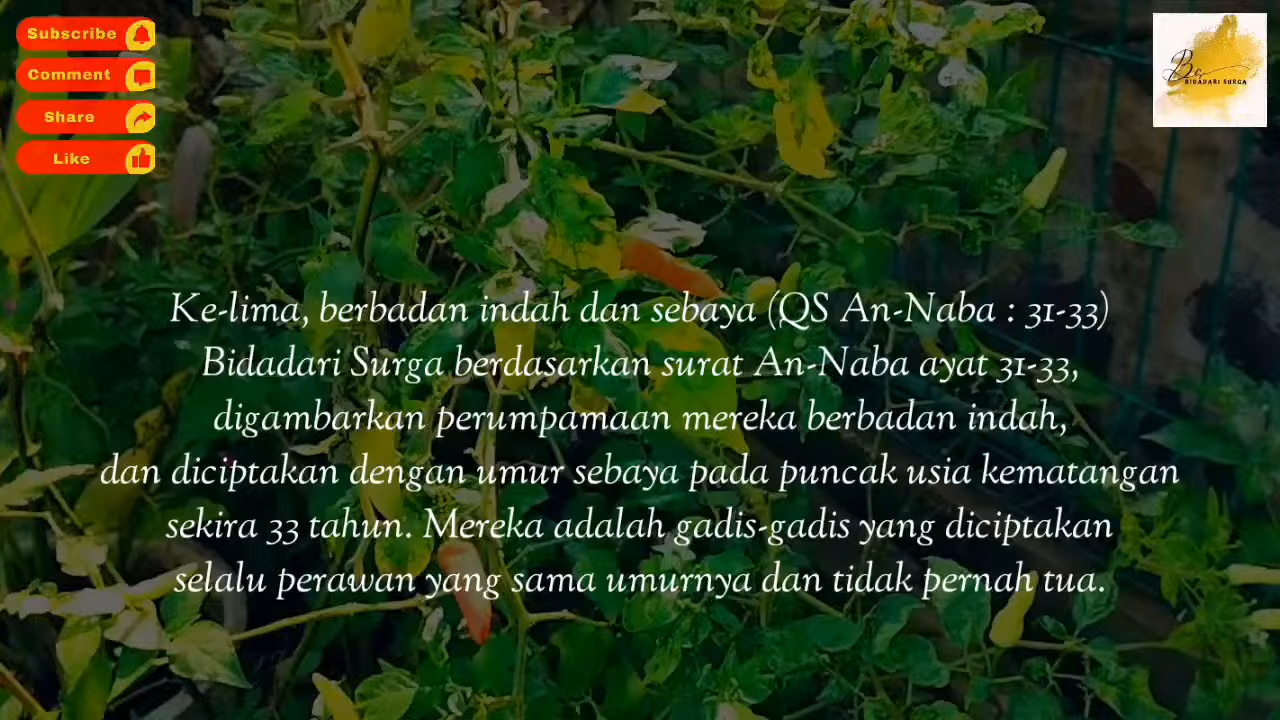 Subscribe
Comment
Share
Like
BIDADARI SURGA
Ke-lima, berbadan indah dan sebaya (QS An-Naba : 31-33)
Bidadari Surga berdasarkan surat An-Naba ayat 31-33,
digambarkan perumpamaan mereka berbadan indah,
dan diciptakan dengan umur sebaya pada puncak usia kematangan
sekira 33 tahun. Mereka adalah gadis-gadis yang diciptakan
selalu perawan yang sama umurnya dan tidak pernah tua.